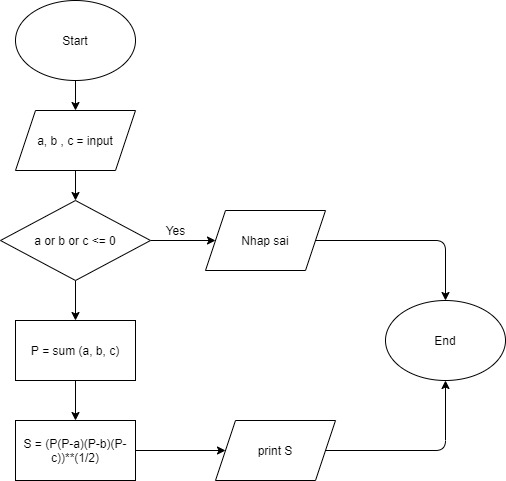 Start
a, b , c = input
a or b or c <= 0
Yes
Nhap sai
P = sum (a, b, c)
End
S = (P(P-a)(P-b)(P-
c))**(1/2)
print S